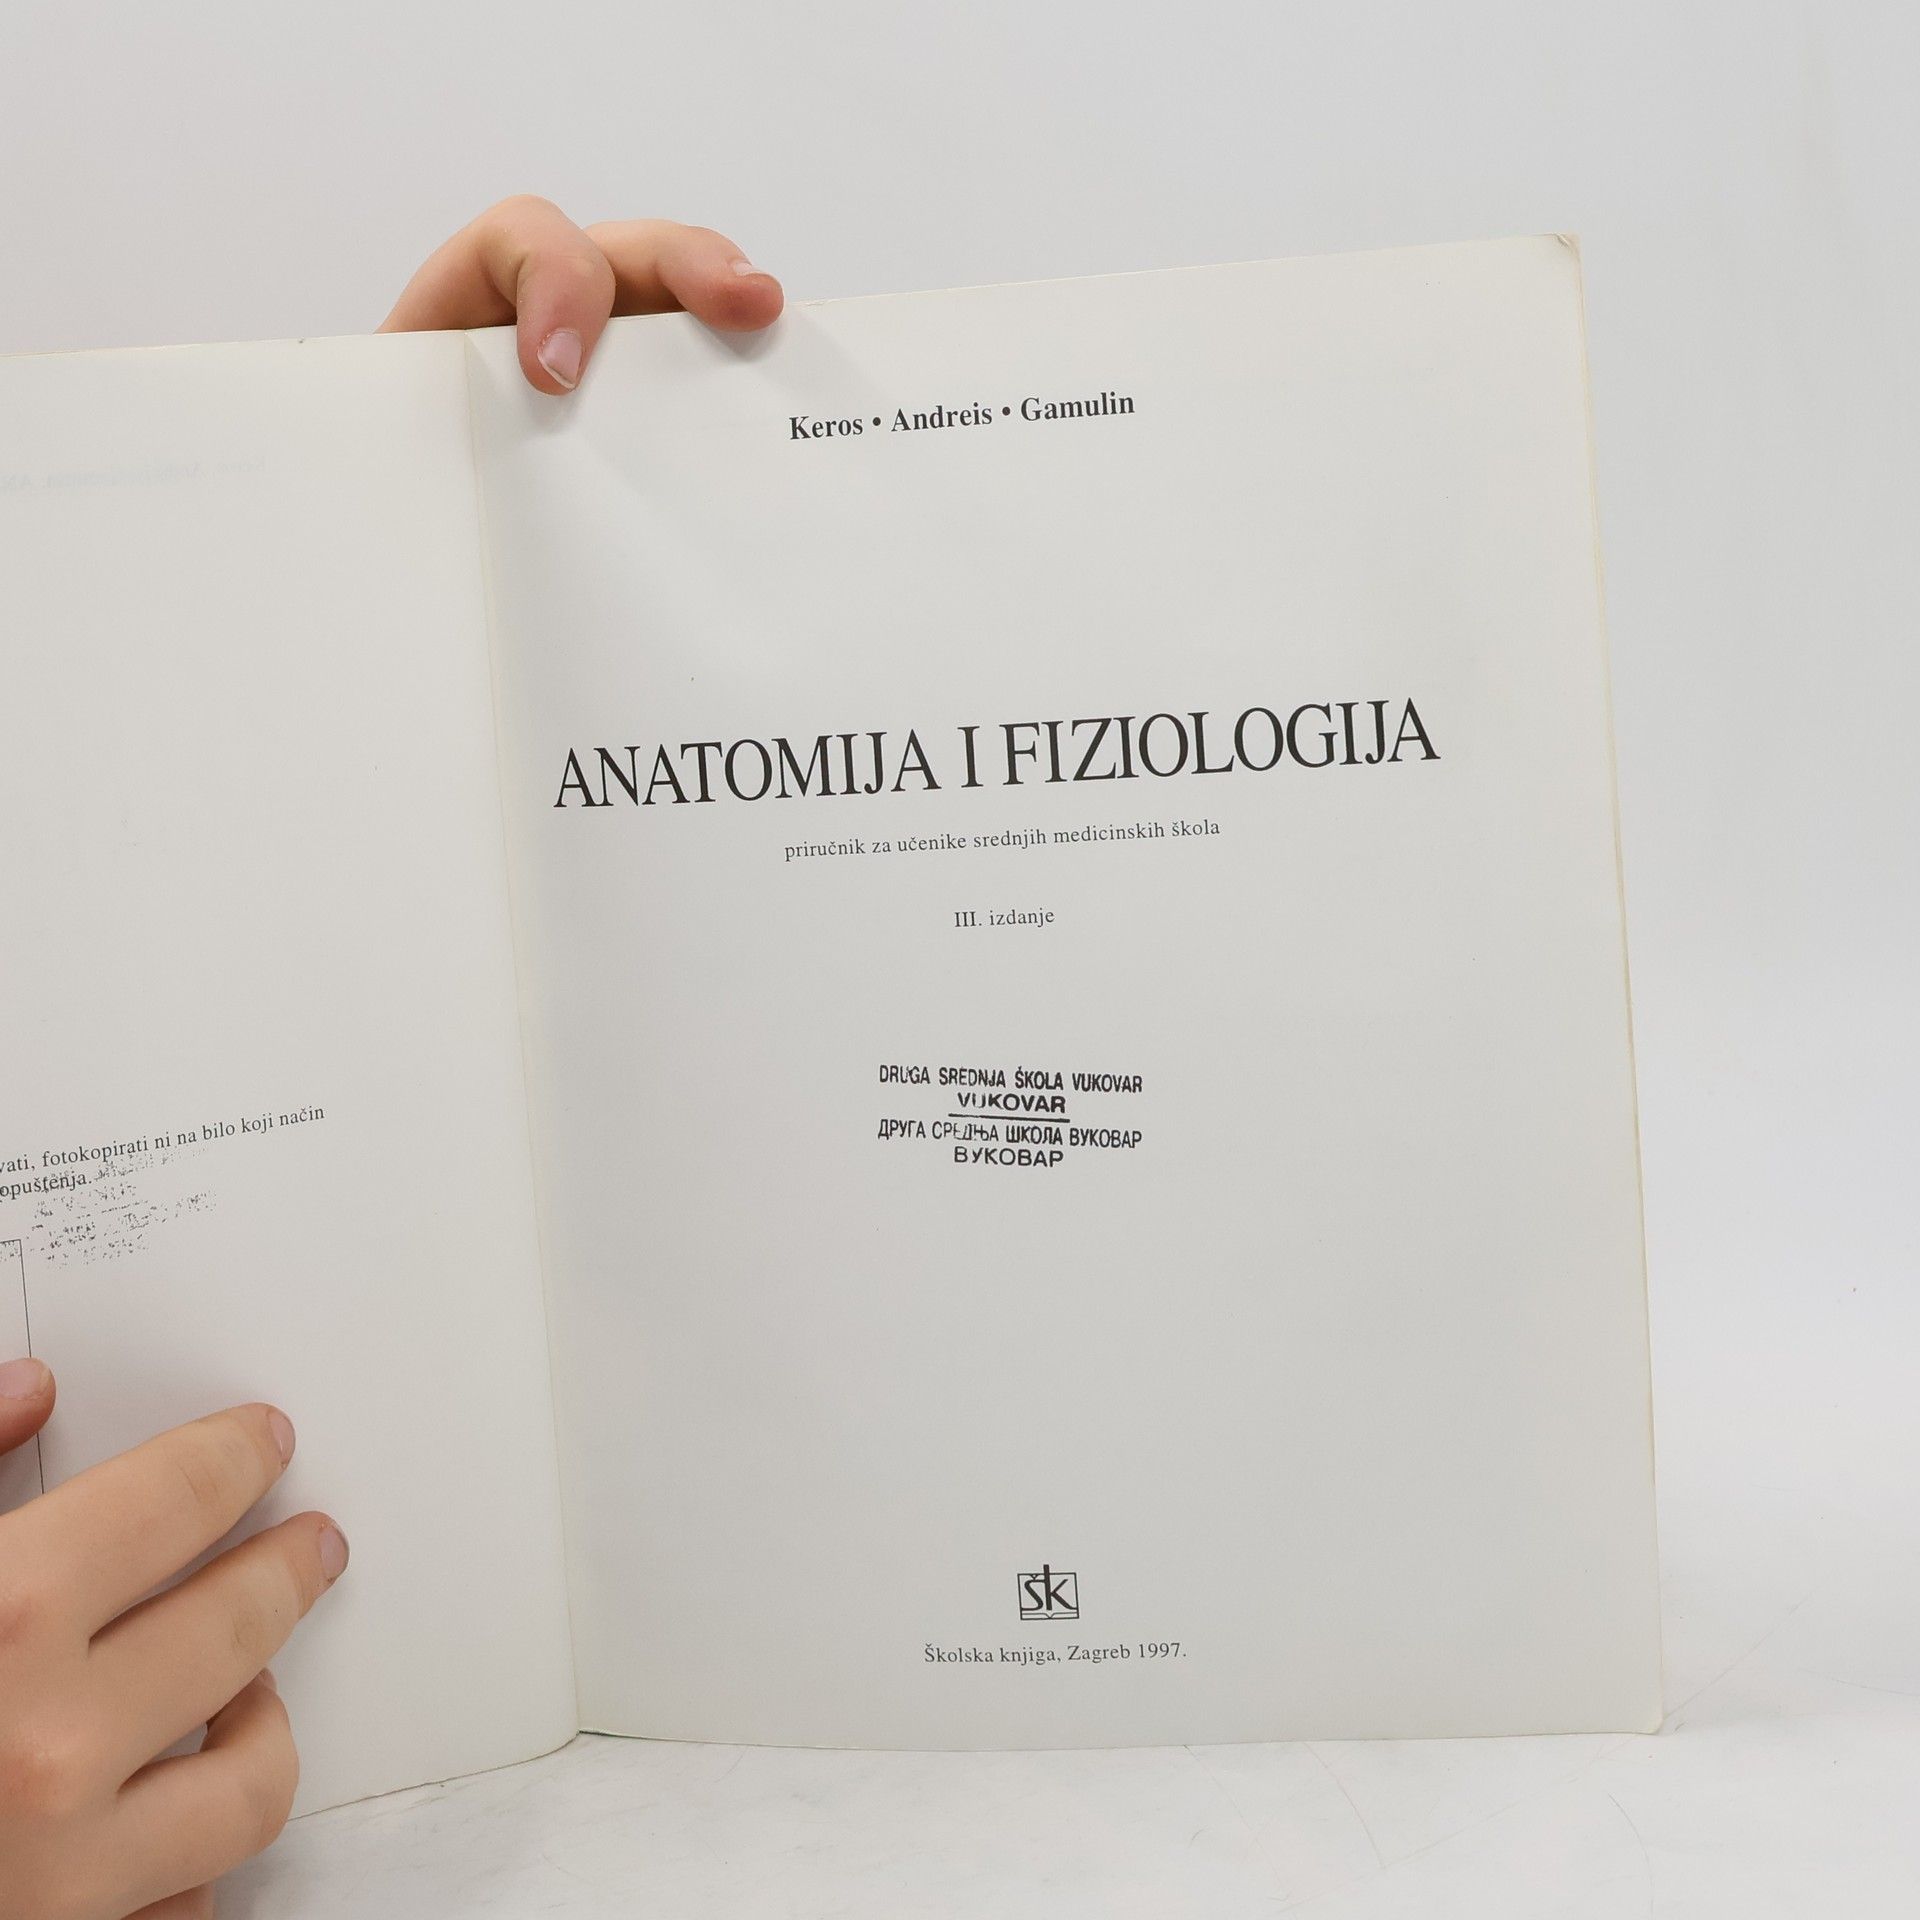 vati, fotokopirati ni na bilo koji način
opuštenja.
Keros • Andreis • Gamulin
ANATOMIJA I FIZIOLOGIJA
priručnik za učenike srednjih medicinskih škola
III. izdanje
DRUGA SREDNJA ŠKOLA VUKOVAR
VUKOVAR
ДРУГА СРЕДЊА ШКОЛА ВУКОВАР
ВУКОВАР
šk
Školska knjiga, Zagreb 1997.